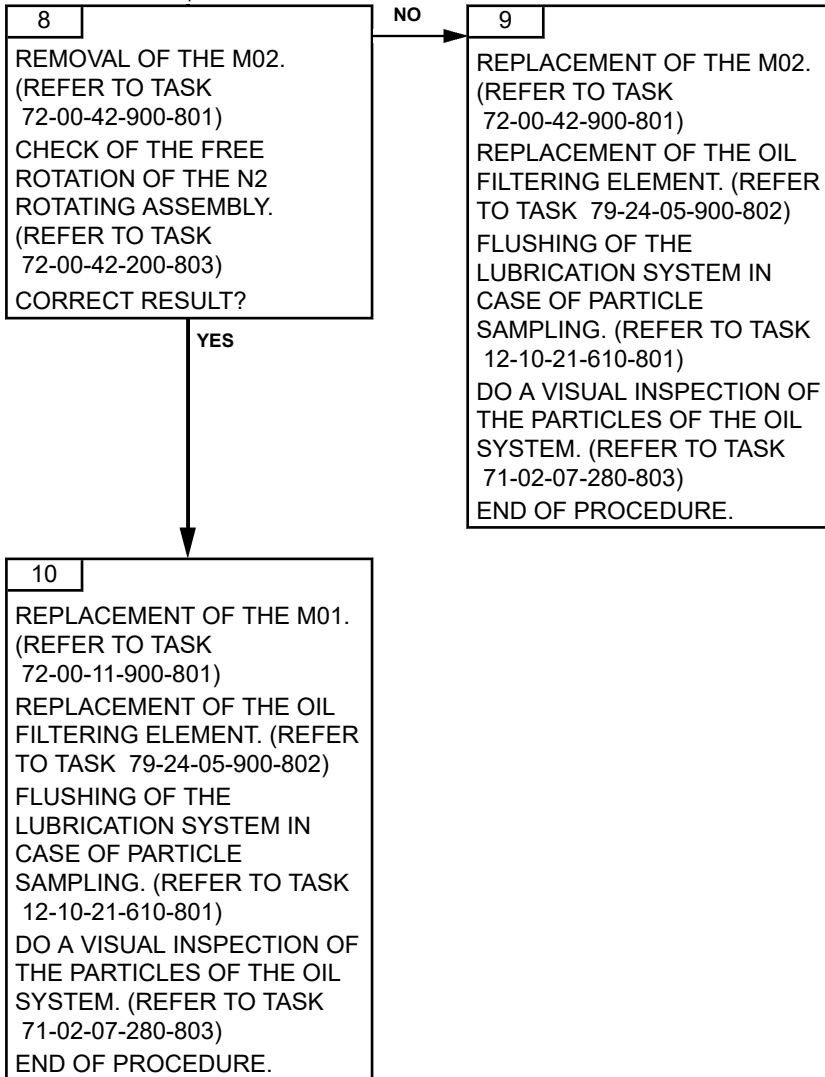 8
REMOVAL OF THE M02.
(REFER TO TASK
72-00-42-900-801)
CHECK OF THE FREE
ROTATION OF THE N2
ROTATING ASSEMBLY.
(REFER TO TASK
72-00-42-200-803)
CORRECT RESULT?
NO
9
REPLACEMENT OF THE M02.
(REFER TO TASK
72-00-42-900-801)
REPLACEMENT OF THE OIL
FILTERING ELEMENT. (REFER
TO TASK 79-24-05-900-802)
FLUSHING OF THE
LUBRICATION SYSTEM IN
CASE OF PARTICLE
SAMPLING. (REFER TO TASK
12-10-21-610-801)
DO A VISUAL INSPECTION OF
THE PARTICLES OF THE OIL
SYSTEM. (REFER TO TASK
71-02-07-280-803)
END OF PROCEDURE.
YES
10
REPLACEMENT OF THE M01.
(REFER TO TASK
72-00-11-900-801)
REPLACEMENT OF THE OIL
FILTERING ELEMENT. (REFER
TO TASK 79-24-05-900-802)
FLUSHING OF THE
LUBRICATION SYSTEM IN
CASE OF PARTICLE
SAMPLING. (REFER TO TASK
12-10-21-610-801)
DO A VISUAL INSPECTION OF
THE PARTICLES OF THE OIL
SYSTEM. (REFER TO TASK
71-02-07-280-803)
END OF PROCEDURE.